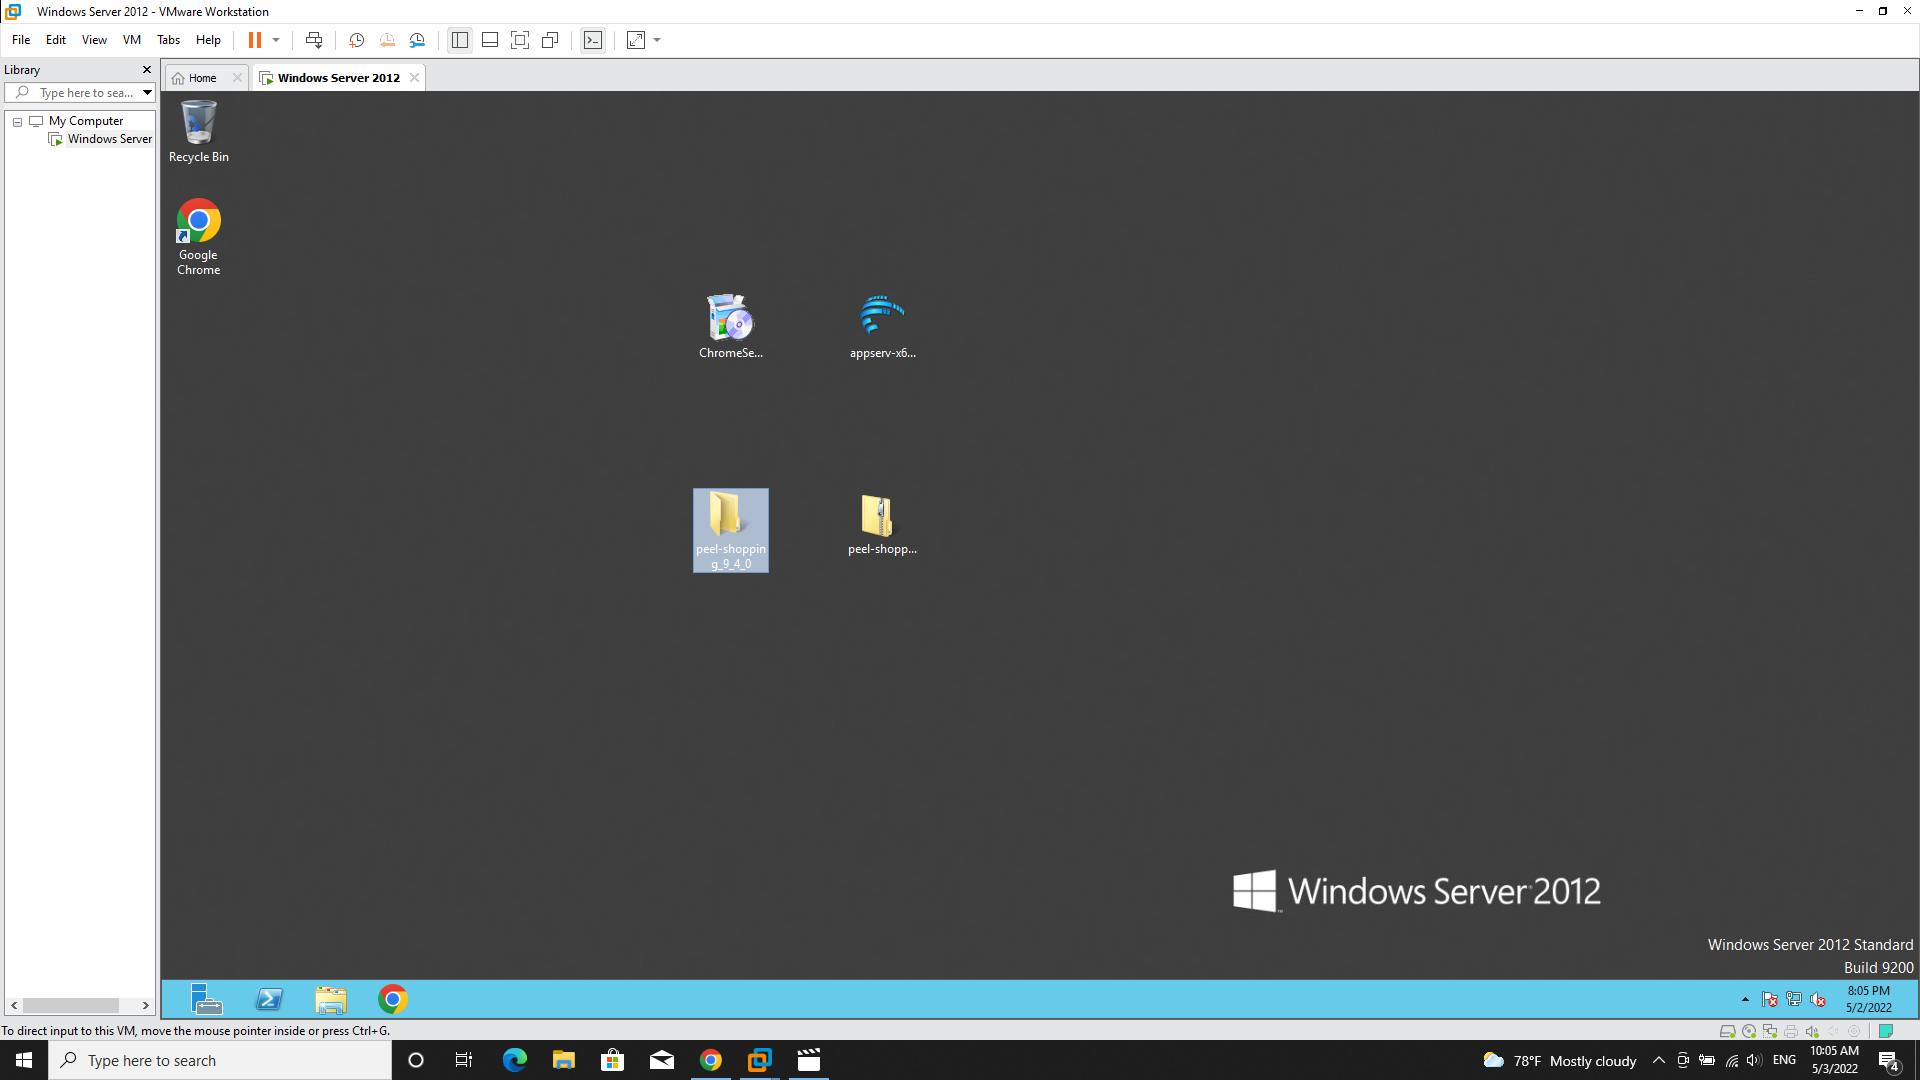 Windows Server 2012 - VMware Workstation
File Edit View VM Tabs Help
Library
Home
Windows Server 2012
Type here to sea...
My Computer
Windows Server
Recycle Bin
Google
Chrome
ChromeSe...
appserv-x6...
peel-shoppin
g_9_4_0
peel-shopp...
Windows Server 2012
Windows Server 2012 Standard
Build 9200
8:05 PM
5/2/2022
To direct input to this VM, move the mouse pointer inside or press Ctrl+G.
Type here to search
78°F Mostly cloudy
ENG
10:05 AM
5/3/2022
4